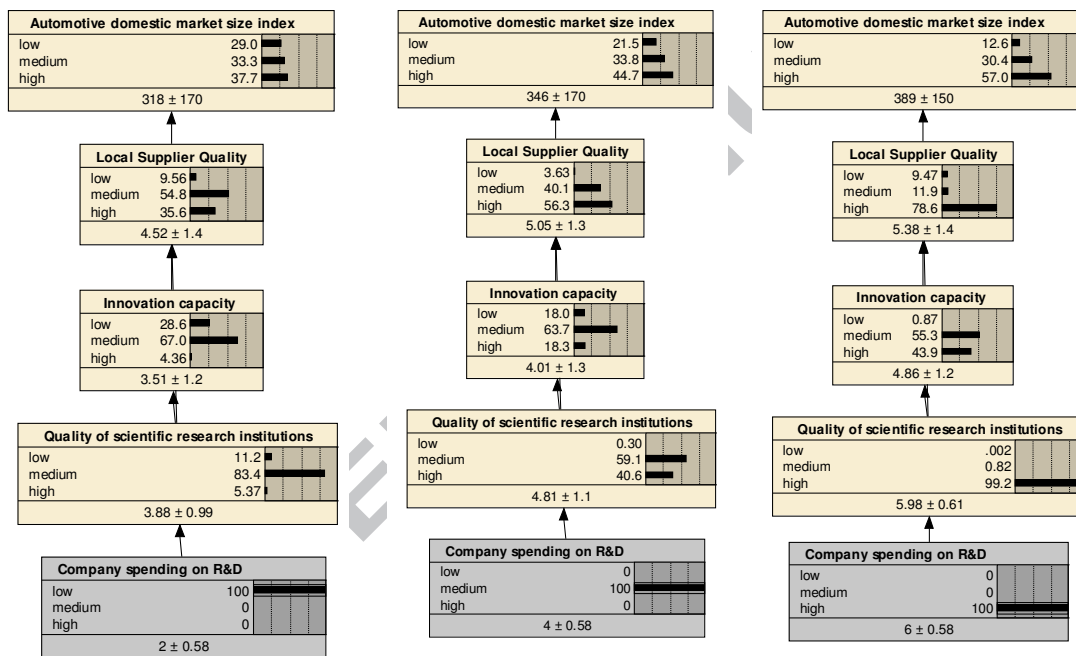 Automotive domestic market size index
low 29.0
medium 33.3
high 37.7
318 ± 170
Local Supplier Quality
low 9.56
medium 54.8
high 35.6
4.52 ± 1.4
Innovation capacity
low 28.6
medium 67.0
high 4.36
3.51 ± 1.2
Quality of scientific research institutions
low 11.2
medium 83.4
high 5.37
3.88 ± 0.99
Company spending on R&D
low 100
medium 0
high 0
2 ± 0.58
Automotive domestic market size index
low 21.5
medium 33.8
high 44.7
346 ± 170
Local Supplier Quality
low 3.63
medium 40.1
high 56.3
5.05 ± 1.3
Innovation capacity
low 18.0
medium 63.7
high 18.3
4.01 ± 1.3
Quality of scientific research institutions
low 0.30
medium 59.1
high 40.6
4.81 ± 1.1
Company spending on R&D
low 0
medium 100
high 0
4 ± 0.58
Automotive domestic market size index
low 12.6
medium 30.4
high 57.0
389 ± 150
Local Supplier Quality
low 9.47
medium 11.9
high 78.6
5.38 ± 1.4
Innovation capacity
low 0.87
medium 55.3
high 43.9
4.86 ± 1.2
Quality of scientific research institutions
low .002
medium 0.82
high 99.2
5.98 ± 0.61
Company spending on R&D
low 0
medium 0
high 100
6 ± 0.58